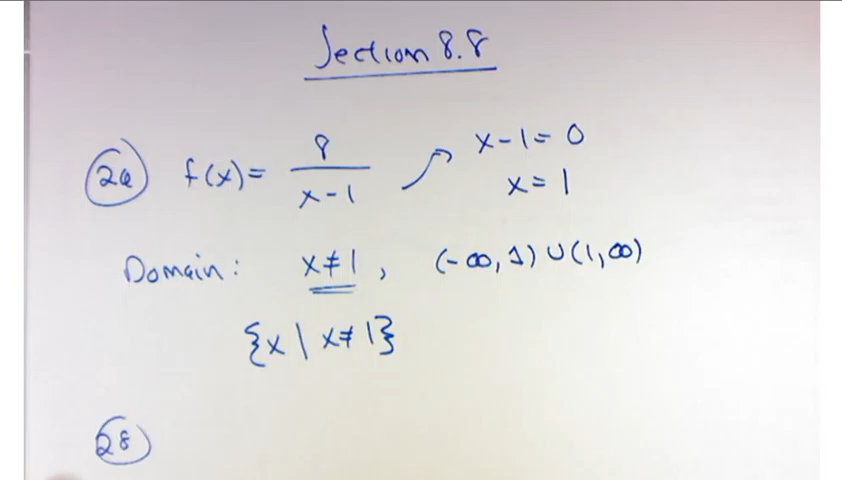 Section 8.8
26 f(x) = 8/(x-1) x-1=0
x=1
Domain: x≠1, (-∞,1)∪(1,∞)
{x | x≠1}
28